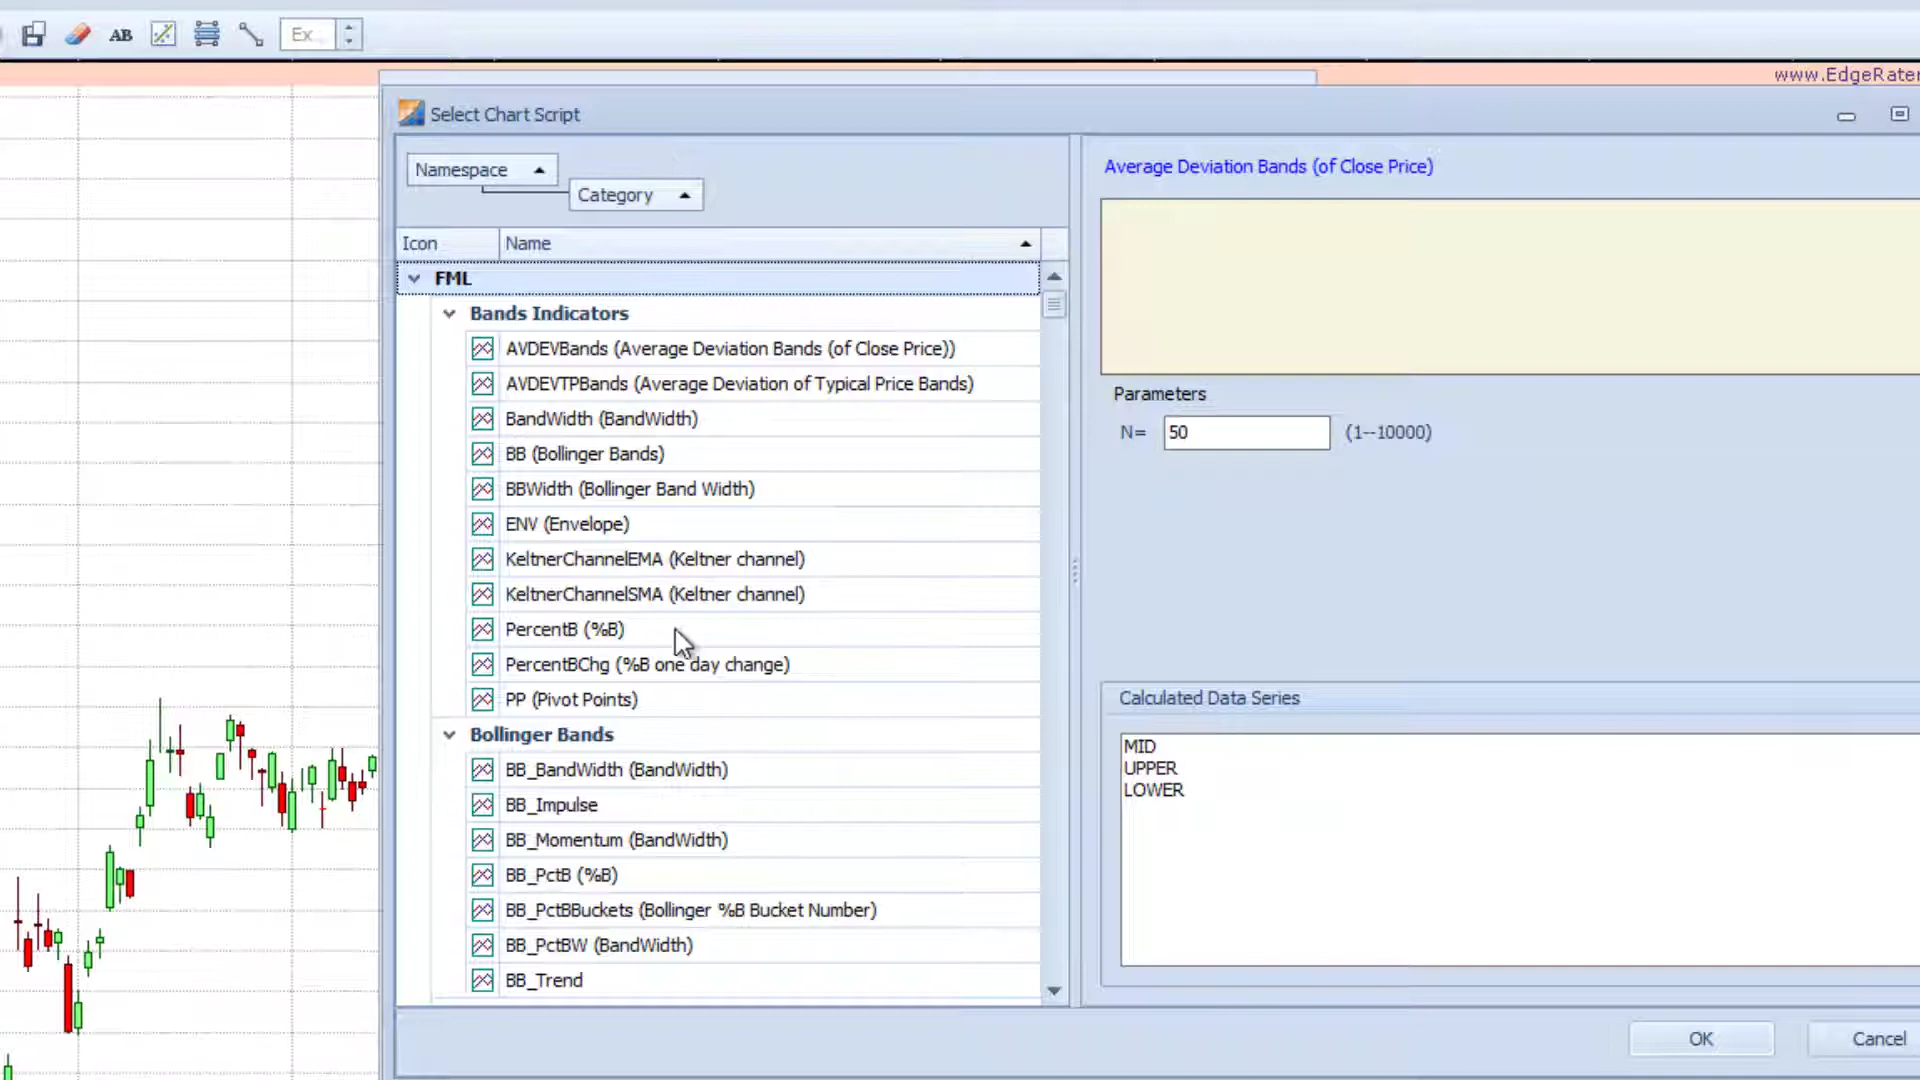 AB
Ex
www.EdgeRater
Select Chart Script
Namespace
Category
Icon
Name
FML
Bands Indicators
AVDEVBands (Average Deviation Bands (of Close Price))
AVDEVTPBands (Average Deviation of Typical Price Bands)
BandWidth (BandWidth)
BB (Bollinger Bands)
BBWidth (Bollinger Band Width)
ENV (Envelope)
KeltnerChannelEMA (Keltner channel)
KeltnerChannelSMA (Keltner channel)
PercentB (%B)
PercentBChg (%B one day change)
PP (Pivot Points)
Bollinger Bands
BB_BandWidth (BandWidth)
BB_Impulse
BB_Momentum (BandWidth)
BB_PctB (%B)
BB_PctBBuckets (Bollinger %B Bucket Number)
BB_PctBW (BandWidth)
BB_Trend
Average Deviation Bands (of Close Price)
Parameters
N= 50 (1--10000)
Calculated Data Series
MID
UPPER
LOWER
OK
Cancel